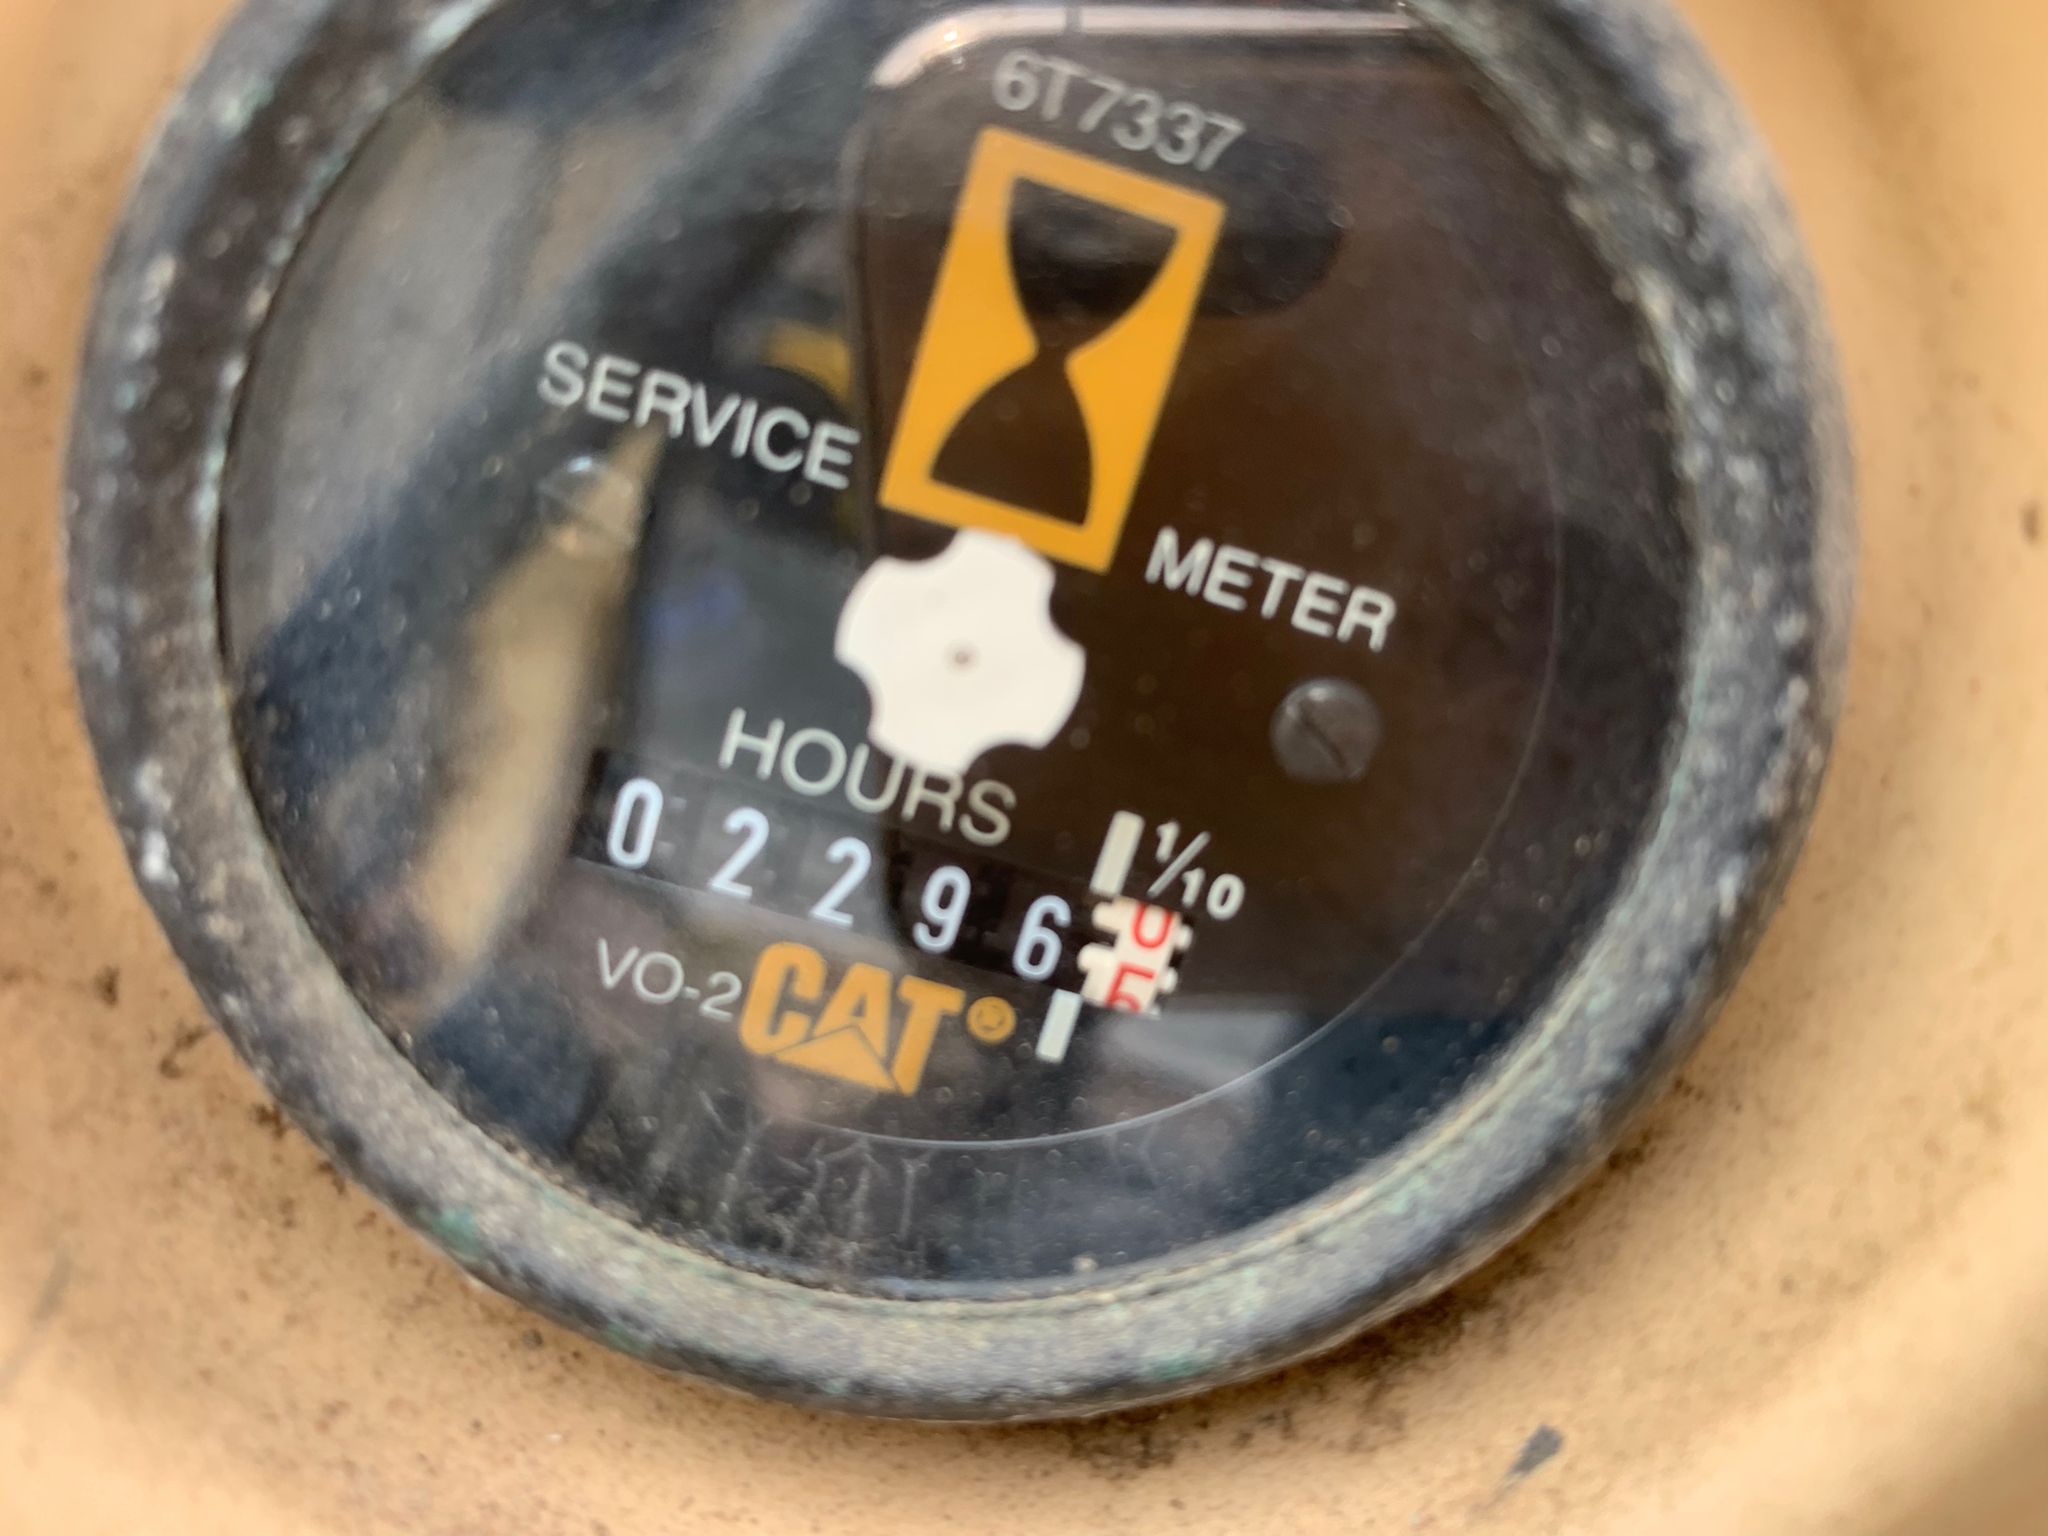 6T7337
SERVICE METER
HOURS
1/10
02296
VO-2 CAT®